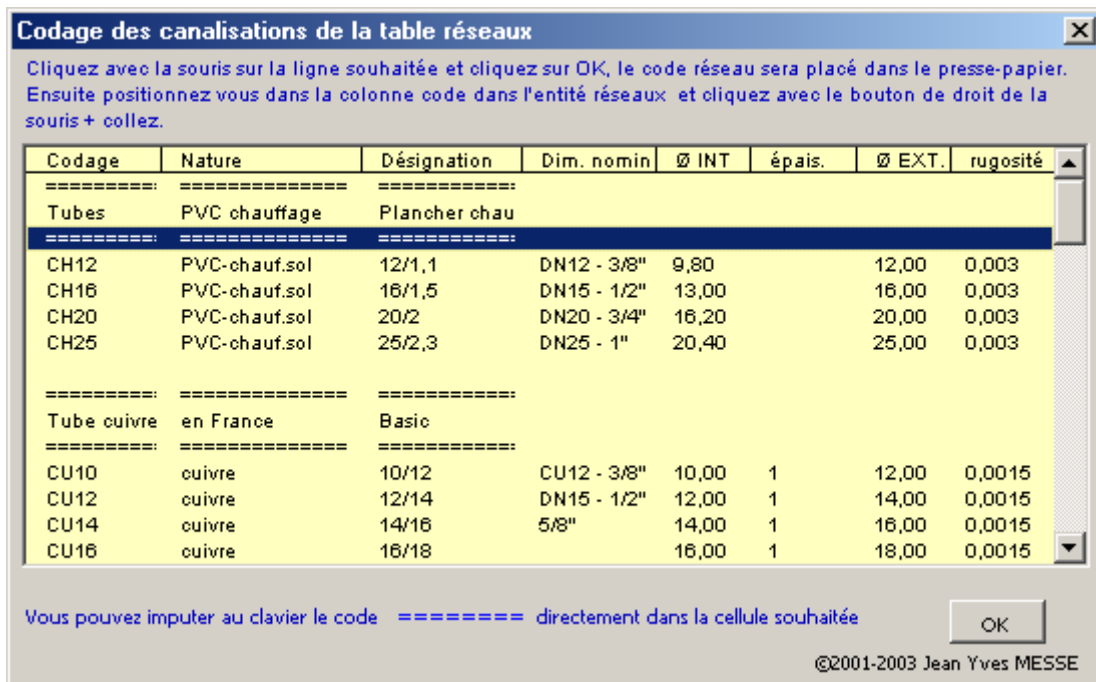 Codage des canalisations de la table réseaux
Cliquez avec la souris sur la ligne souhaitée et cliquez sur OK, le code réseau sera placé dans le presse-papier.
Ensuite positionnez vous dans la colonne code dans l'entité réseaux et cliquez avec le bouton de droit de la
souris + collez.
Codage Nature Désignation Dim. nomin Ø INT épais. Ø EXT. rugosité
========= ============== ===========
Tubes PVC chauffage Plancher chau
========= ============== ===========
CH12 PVC-chauf.sol 12/1,1 DN12 - 3/8" 9,80 12,00 0,003
CH16 PVC-chauf.sol 16/1,5 DN15 - 1/2" 13,00 16,00 0,003
CH20 PVC-chauf.sol 20/2 DN20 - 3/4" 16,20 20,00 0,003
CH25 PVC-chauf.sol 25/2,3 DN25 - 1" 20,40 25,00 0,003
========= ============== ===========
Tube cuivre en France Basic
========= ============== ===========
CU10 cuivre 10/12 CU12 - 3/8" 10,00 1 12,00 0,0015
CU12 cuivre 12/14 DN15 - 1/2" 12,00 1 14,00 0,0015
CU14 cuivre 14/16 5/8" 14,00 1 16,00 0,0015
CU16 cuivre 16/18 16,00 1 18,00 0,0015
Vous pouvez imputer au clavier le code ======== directement dans la cellule souhaitée
OK
©2001-2003 Jean Yves MESSE